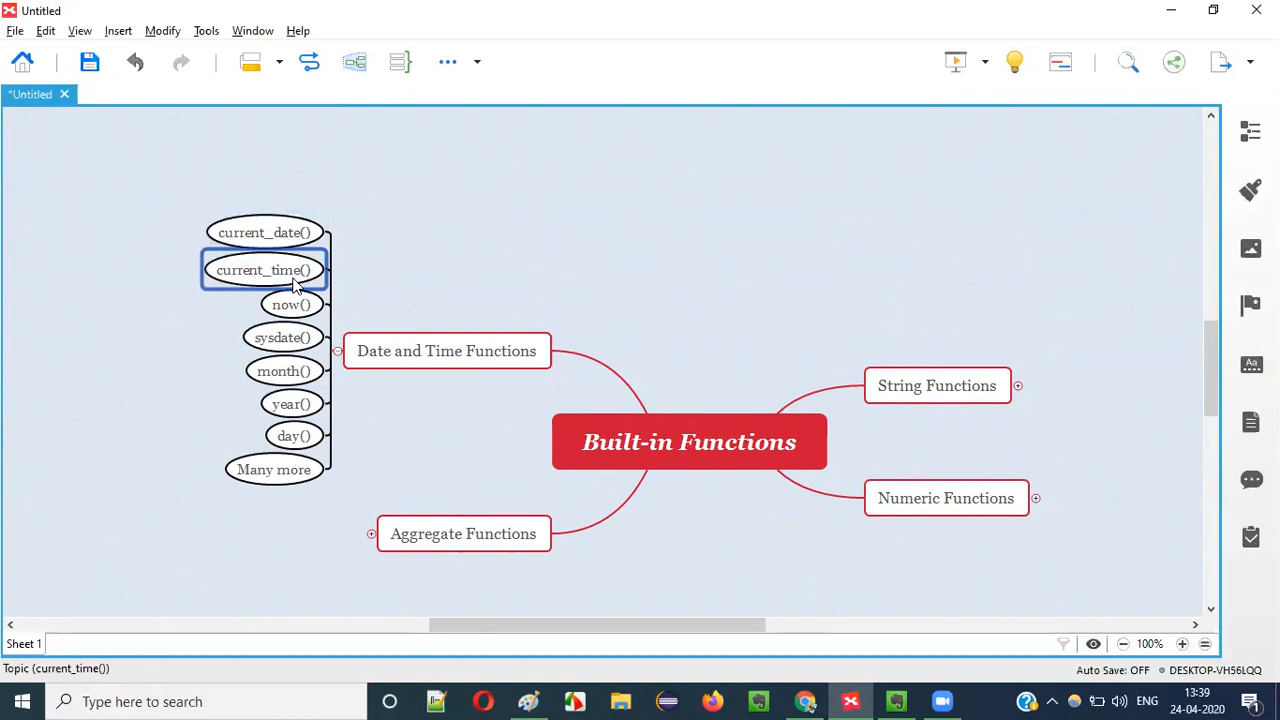 Untitled
File Edit View Insert Modify Tools Window Help
*Untitled
current_date()
current_time()
now()
sysdate()
Date and Time Functions
month()
String Functions
year()
day()
Built-in Functions
Many more
Numeric Functions
Aggregate Functions
Aa
Sheet 1
100%
Topic (current_time())
Auto Save: OFF DESKTOP-VH56LQQ
Type here to search
ENG
13:39
24-04-2020
1